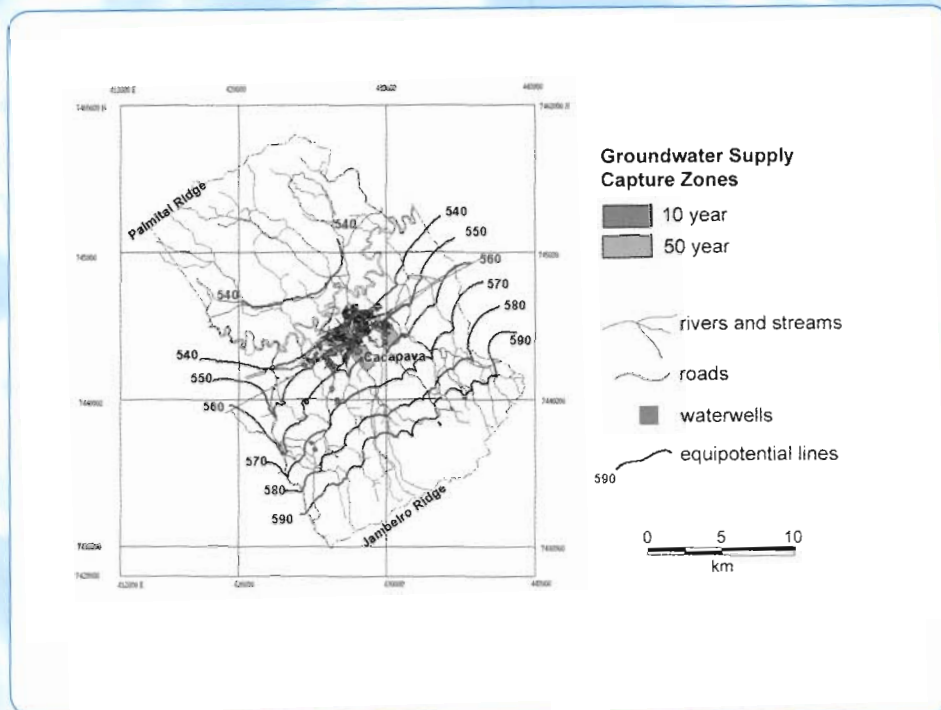 Groundwater Supply
Capture Zones
10 year
50 year
rivers and streams
roads
waterwells
equipotential lines
590
0 5 10
km
Palmital Ridge
540
540
540
550
560
570
580
590
Cacapava
540
550
560
570
580
590
Jambeiro Ridge